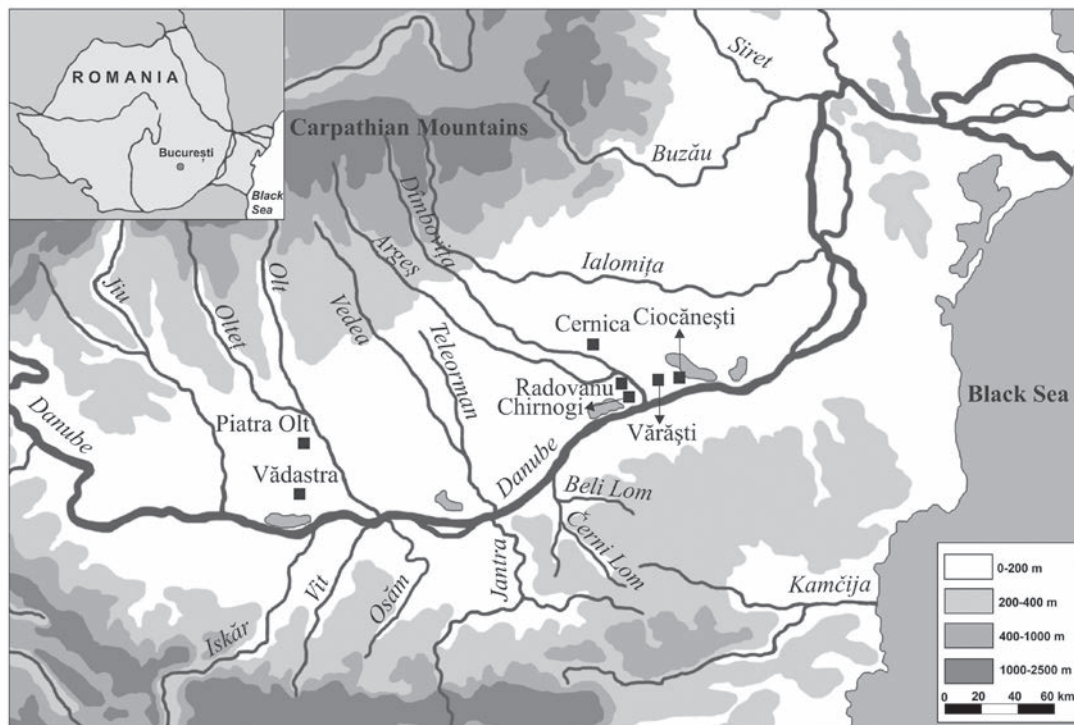 ROMANIA
București
Black
Sea
Carpathian Mountains
Siret
Buzău
Dîmbovița
Argeș
Ialomița
Jiu
Olteț
Olt
Vedea
Teleorman
Cernica
Ciocănești
Radovanu
Chirnogi
Vărăști
Black Sea
Danube
Piatra Olt
Vădastra
Danube
Beli Lom
Černi Lom
Jantra
Osăm
Vit
Iskăr
Kamčija
0-200 m
200-400 m
400-1000 m
1000-2500 m
0 20 40 60 km